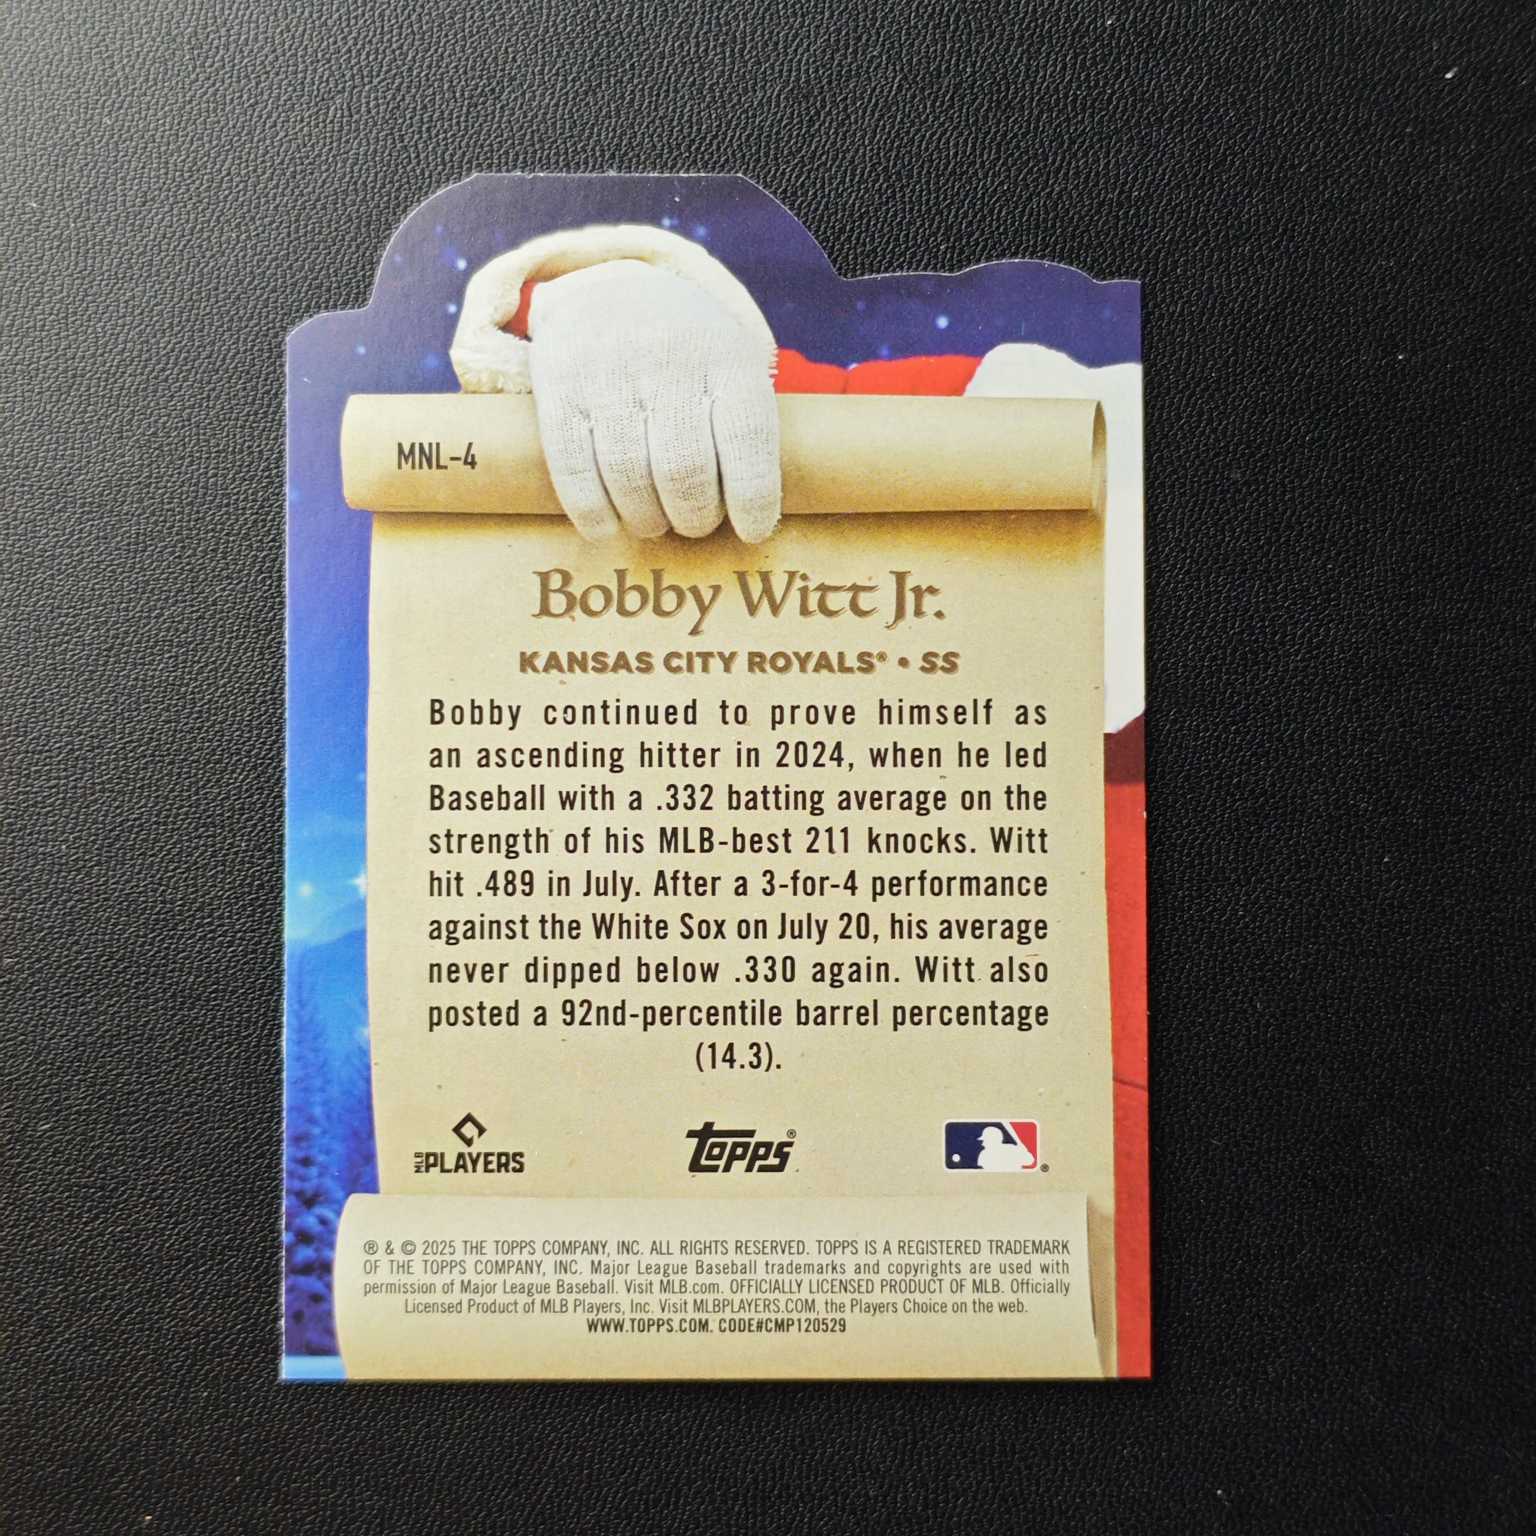 MNL-4
Bobby Witt Jr.
KANSAS CITY ROYALS® • SS
Bobby continued to prove himself as
an ascending hitter in 2024, when he led
Baseball with a .332 batting average on the
strength of his MLB-best 211 knocks. Witt
hit .489 in July. After a 3-for-4 performance
against the White Sox on July 20, his average
never dipped below .330 again. Witt also
posted a 92nd-percentile barrel percentage
(14.3).
MLB PLAYERS
Topps®
®
® & © 2025 THE TOPPS COMPANY, INC. ALL RIGHTS RESERVED. TOPPS IS A REGISTERED TRADEMARK
OF THE TOPPS COMPANY, INC. Major League Baseball trademarks and copyrights are used with
permission of Major League Baseball. Visit MLB.com. OFFICIALLY LICENSED PRODUCT OF MLB. Officially
Licensed Product of MLB Players, Inc. Visit MLBPLAYERS.COM, the Players Choice on the web.
WWW.TOPPS.COM. CODE#CMP120529